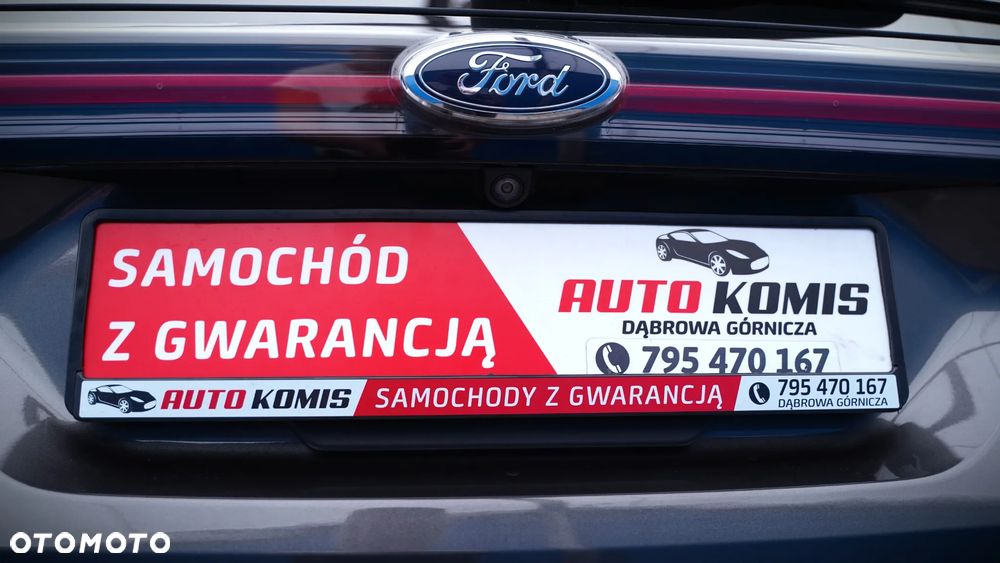 Ford
SAMOCHÓD
Z GWARANCJĄ
AUTO KOMIS
DĄBROWA GÓRNICZA
795 470 167
AUTO KOMIS SAMOCHODY Z GWARANCJĄ 795 470 167
DĄBROWA GÓRNICZA
OTOMOTO